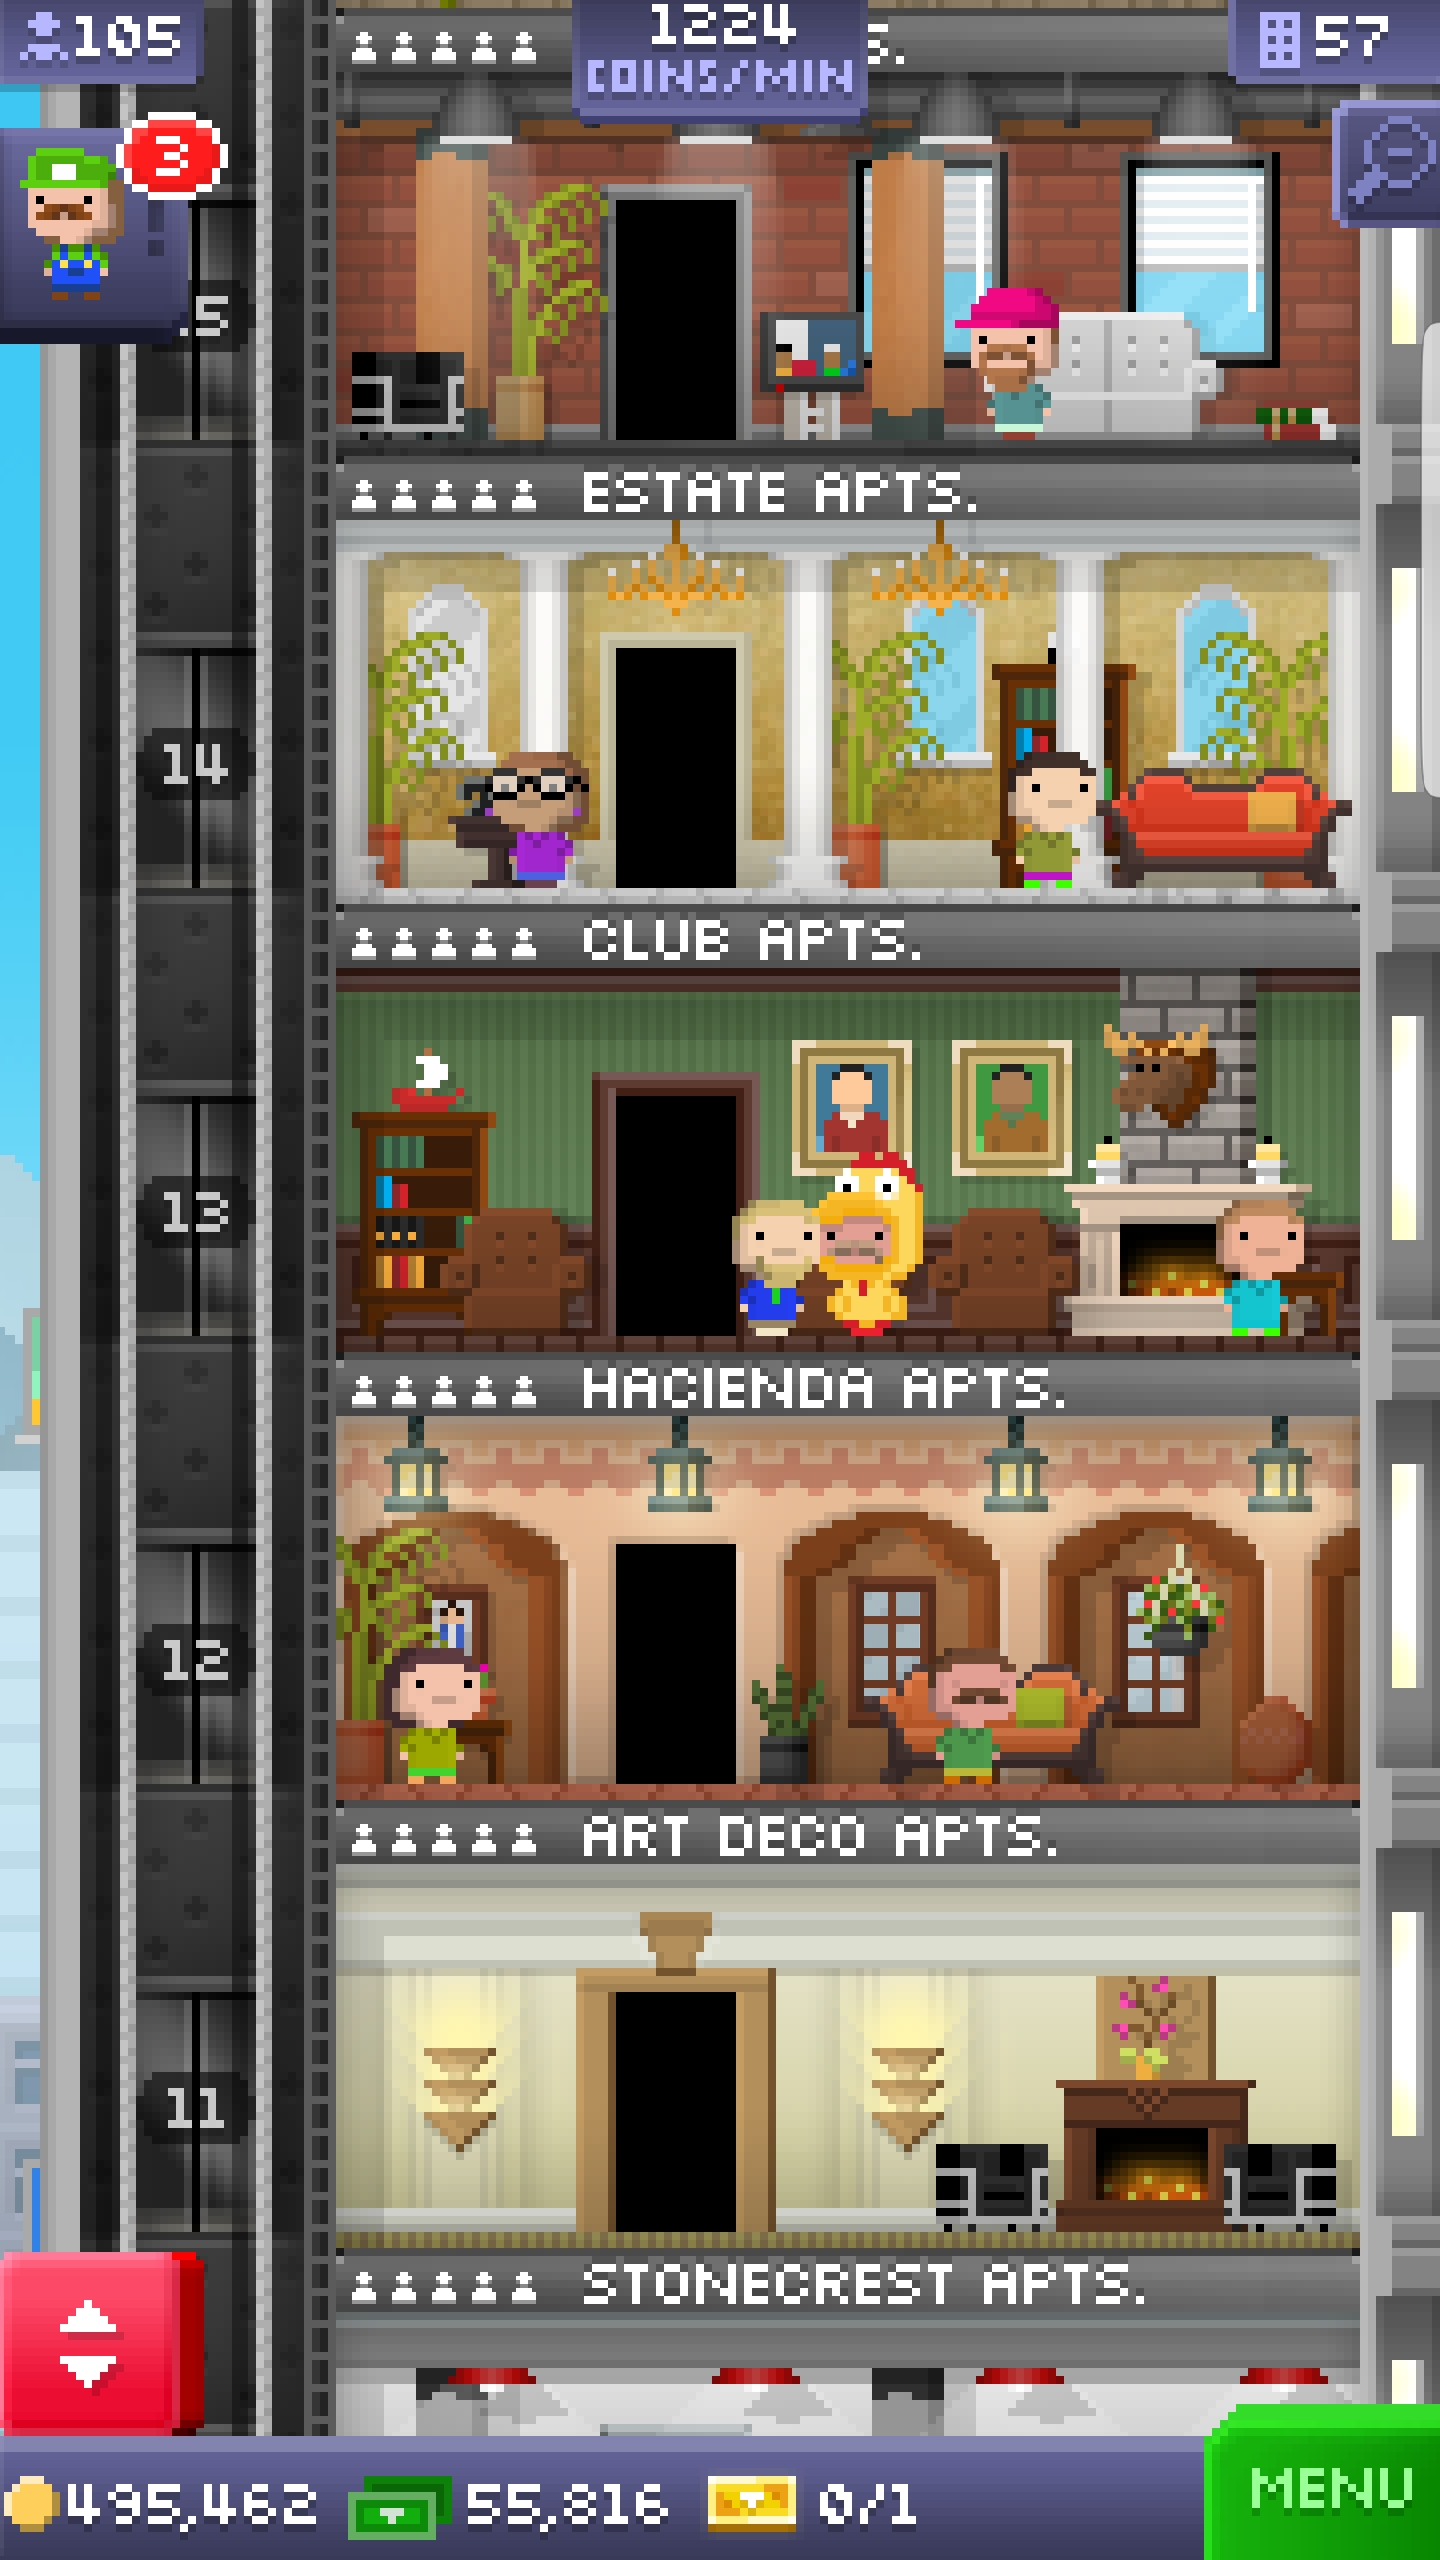 105
1224
COINS/MIN
S.
57
3
.5
ESTATE APTS.
14
CLUB APTS.
13
HACIENDA APTS.
12
ART DECO APTS.
11
STONECREST APTS.
495,462
55,816
0/1
MENU